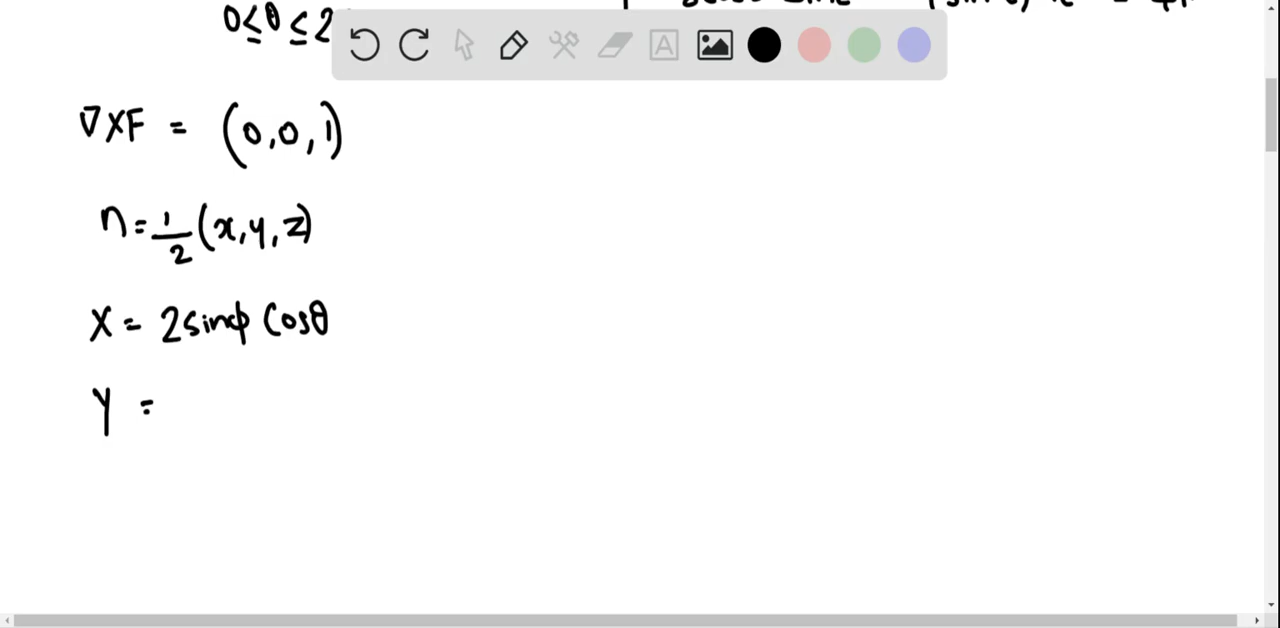 0 ≤ θ ≤ 2
∇XF = (0,0,1)
n = 1/2 (x,y,z)
X = 2sinφ Cosθ
Y =
A